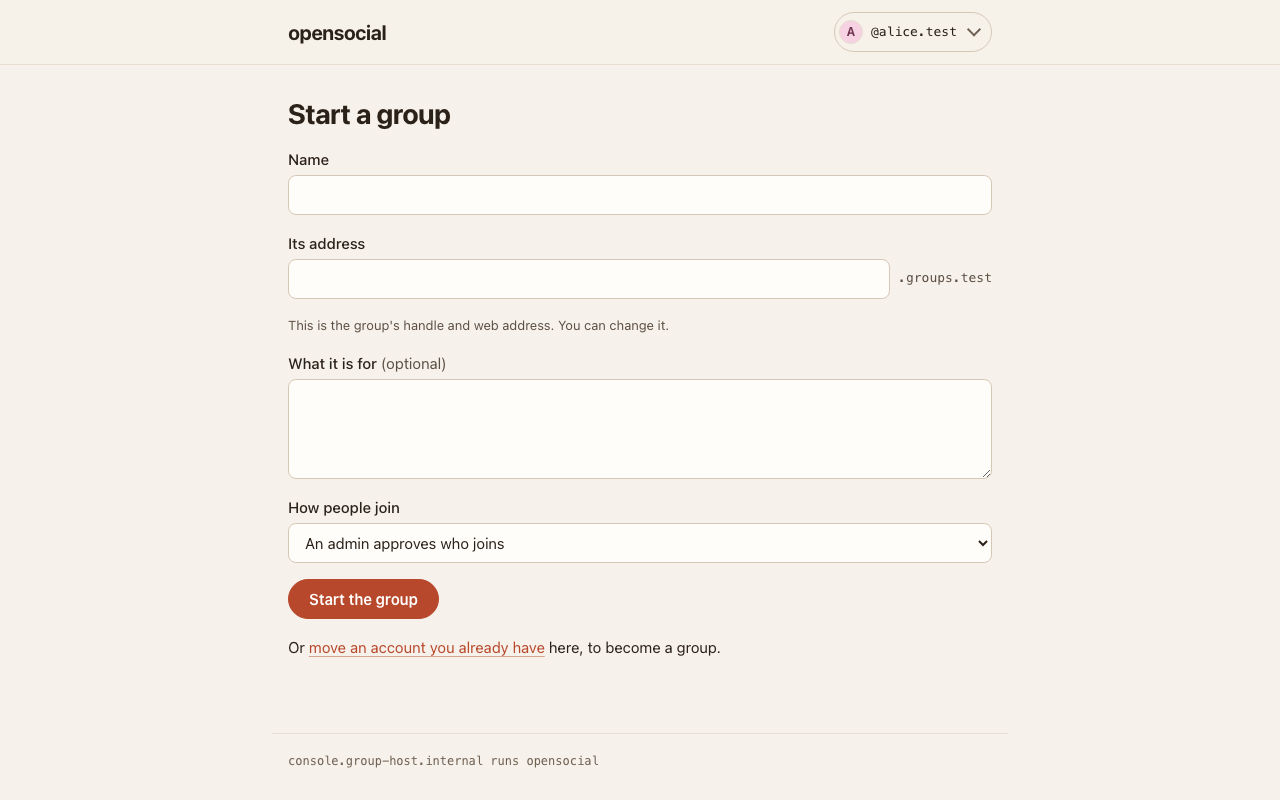 opensocial
A @alice.test
Start a group
Name
Its address
.groups.test
This is the group's handle and web address. You can change it.
What it is for (optional)
How people join
An admin approves who joins
Start the group
Or move an account you already have here, to become a group.
console.group-host.internal runs opensocial